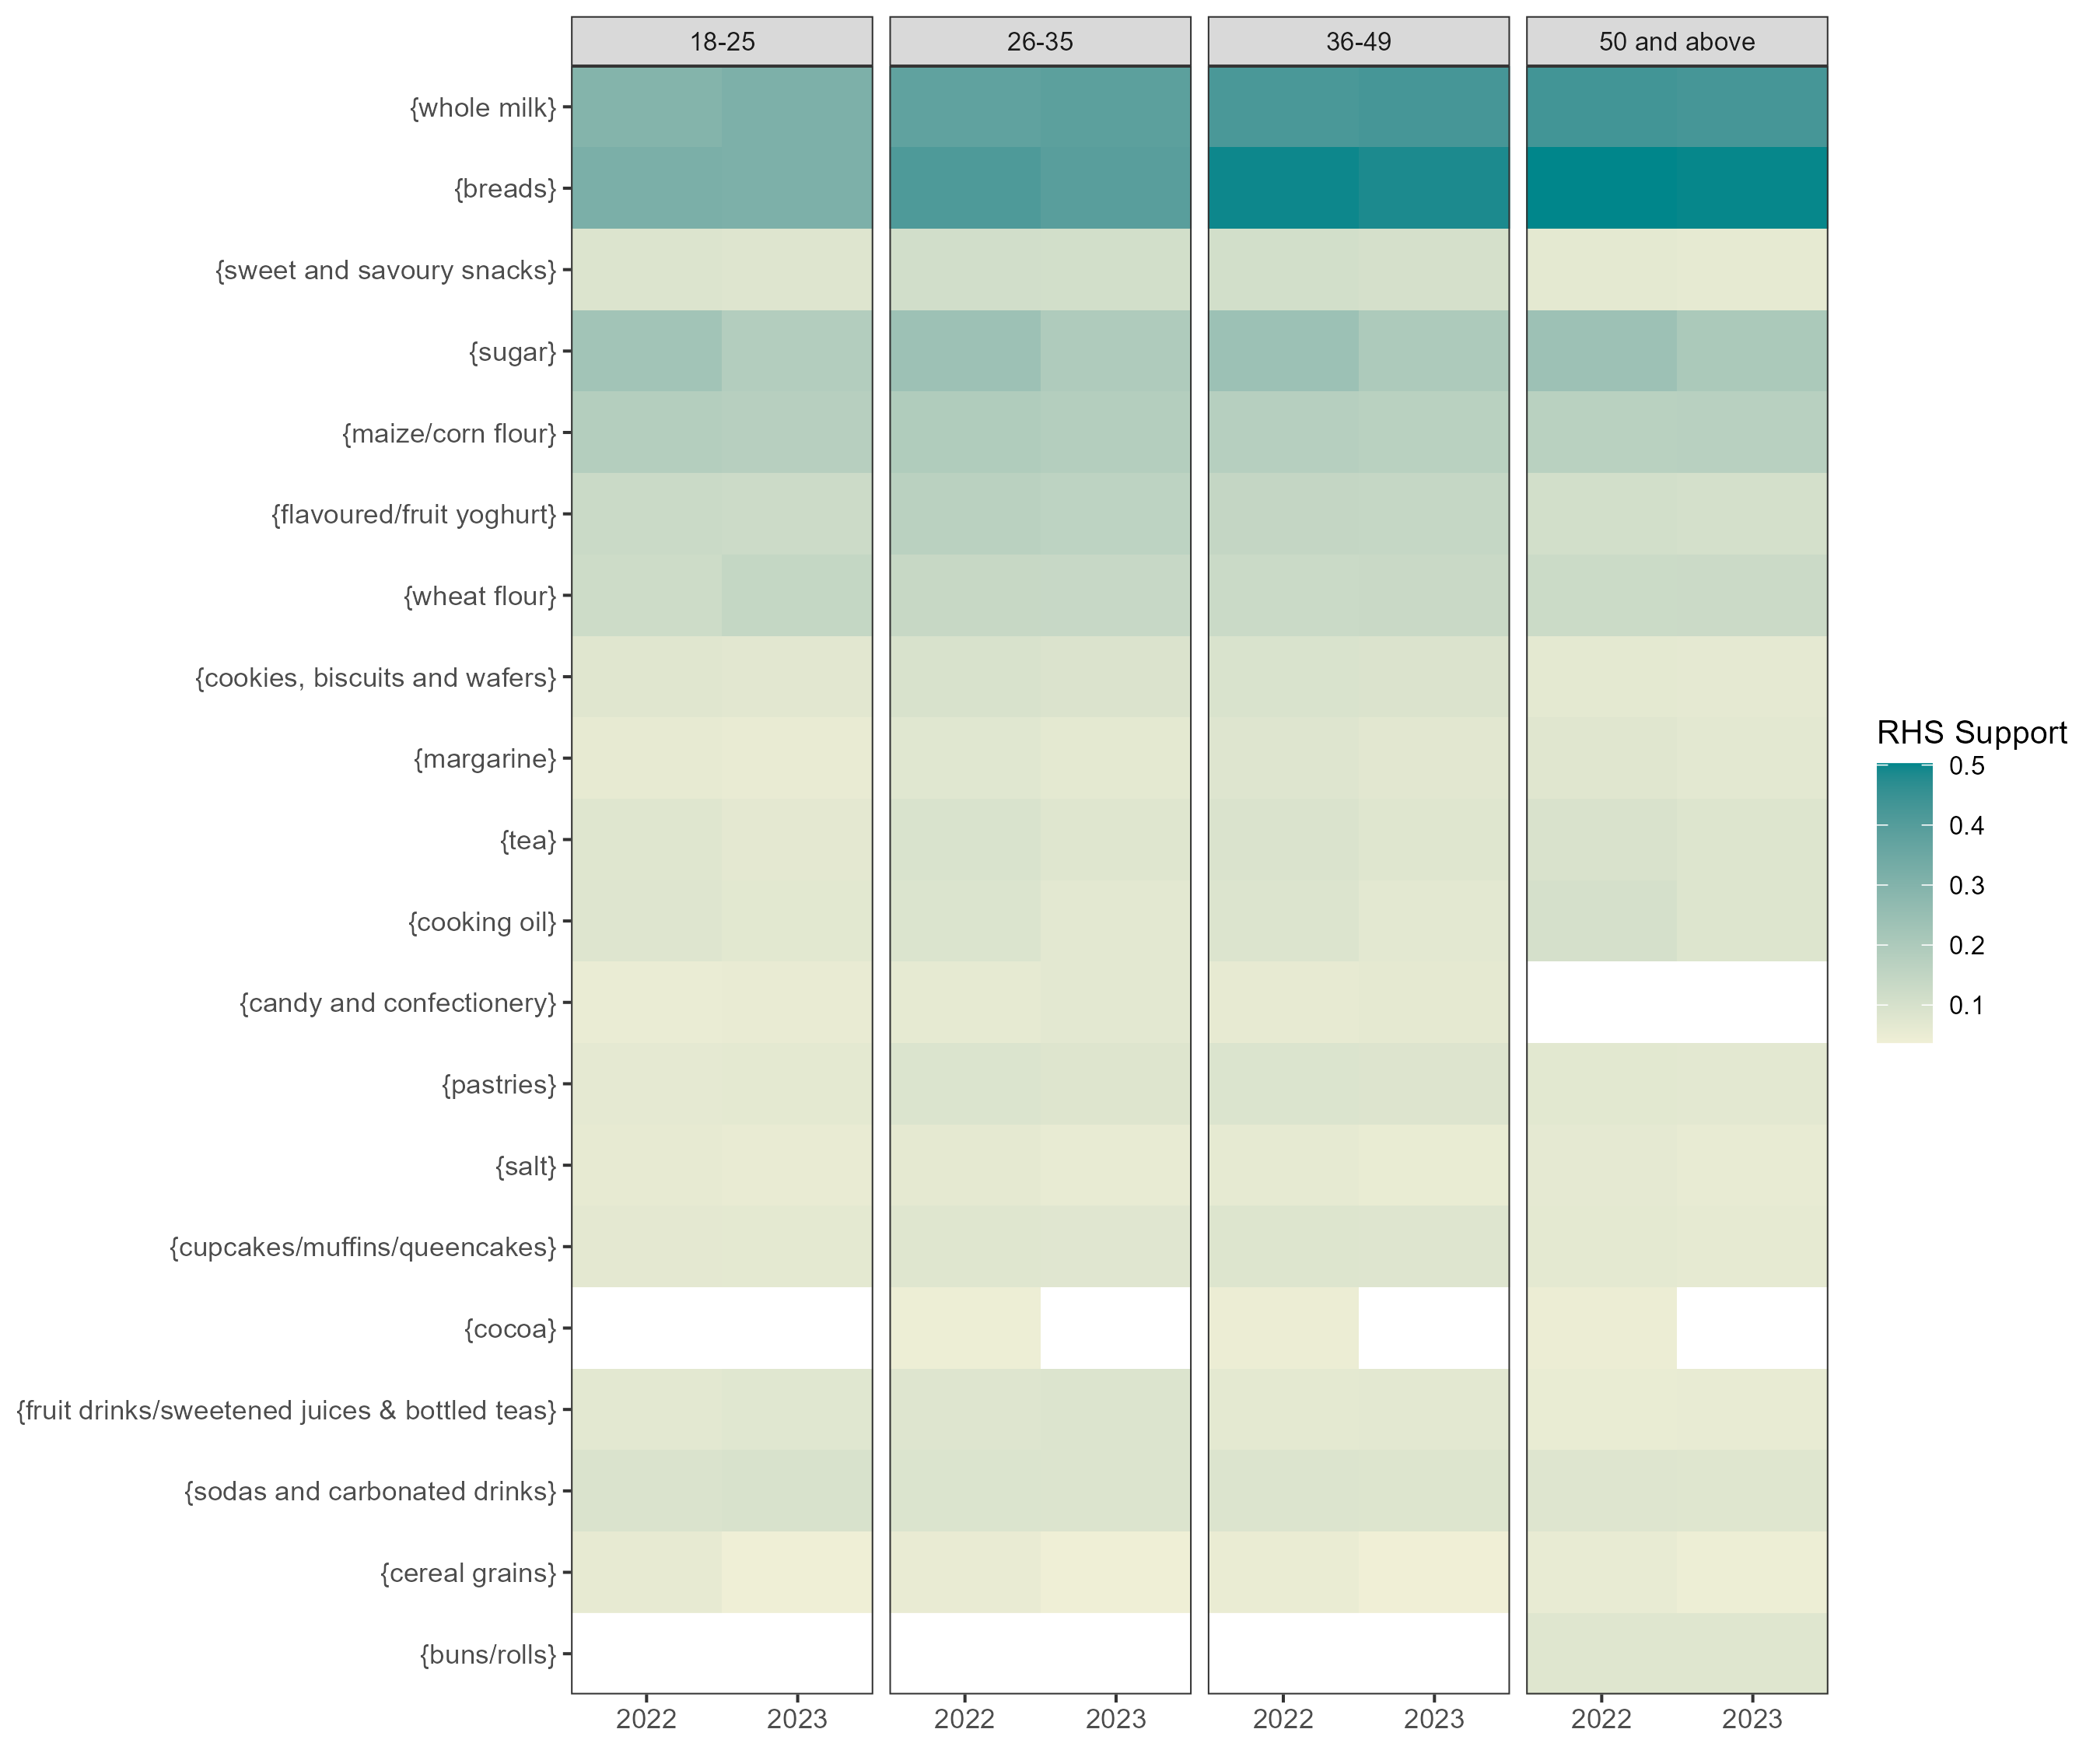 18-25 26-35 36-49 50 and above
{whole milk}
{breads}
{sweet and savoury snacks}
{sugar}
{maize/corn flour}
{flavoured/fruit yoghurt}
{wheat flour}
{cookies, biscuits and wafers}
{margarine}
{tea}
{cooking oil}
{candy and confectionery}
{pastries}
{salt}
{cupcakes/muffins/queencakes}
{cocoa}
{fruit drinks/sweetened juices & bottled teas}
{sodas and carbonated drinks}
{cereal grains}
{buns/rolls}
2022 2023 2022 2023 2022 2023 2022 2023
RHS Support
0.5
0.4
0.3
0.2
0.1